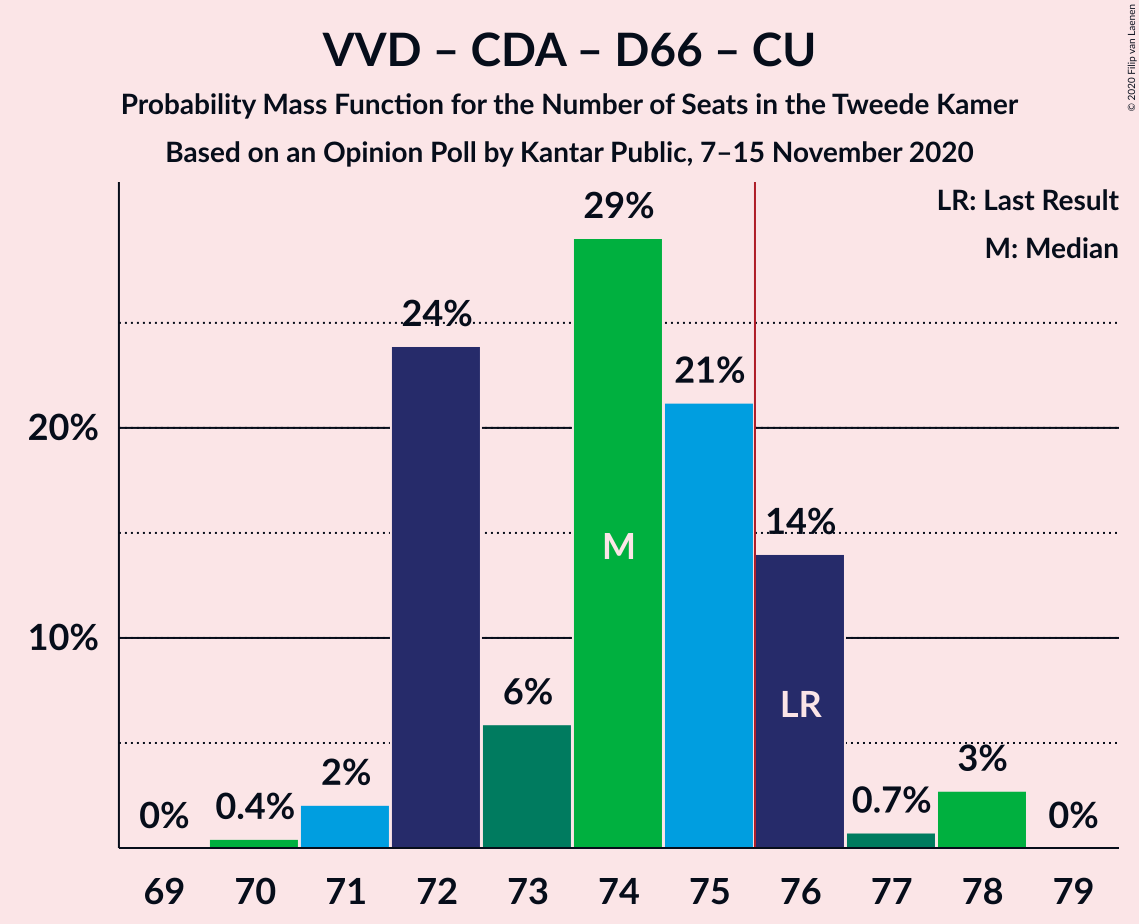 VVD – CDA – D66 – CU
Probability Mass Function for the Number of Seats in the Tweede Kamer
Based on an Opinion Poll by Kantar Public, 7–15 November 2020
© 2020 Filip van Laenen
LR: Last Result
M: Median
20%
10%
0%
0.4%
2%
24%
6%
29%
21%
14%
0.7%
3%
0%
M
LR
69 70 71 72 73 74 75 76 77 78 79